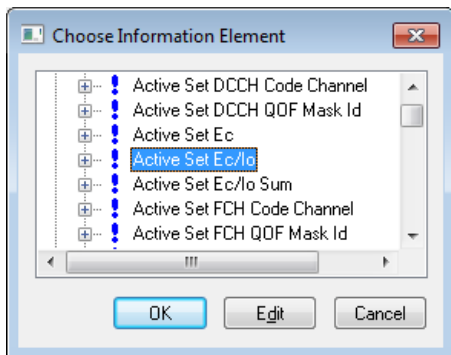 Choose Information Element
Active Set DCCH Code Channel
Active Set DCCH QOF Mask Id
Active Set Ec
Active Set Ec/Io
Active Set Ec/Io Sum
Active Set FCH Code Channel
Active Set FCH QOF Mask Id
OK Edit Cancel